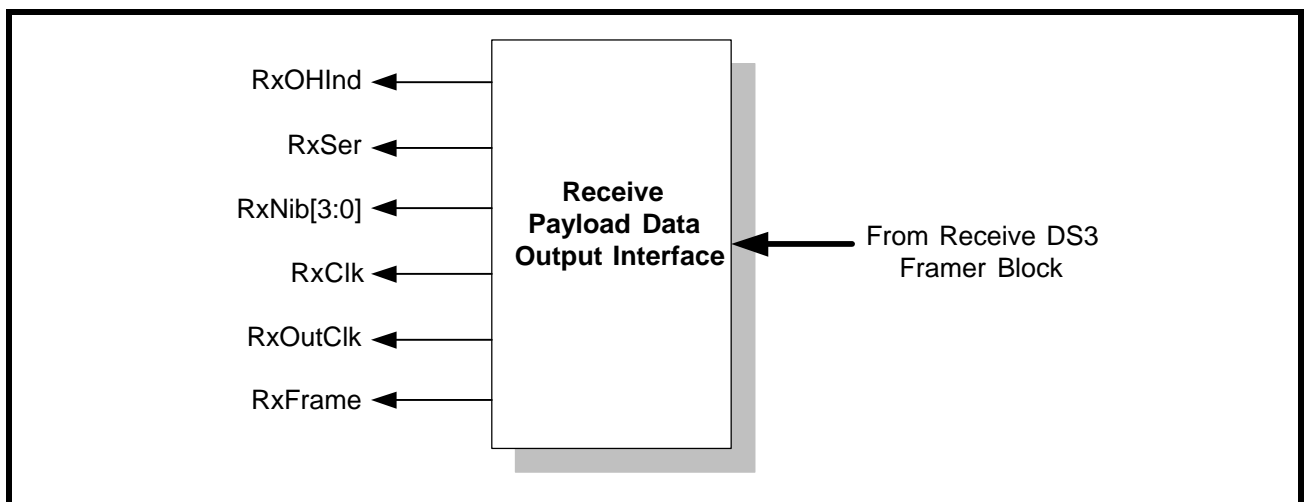 RxOHInd
RxSer
RxNib[3:0]
RxClk
RxOutClk
RxFrame
Receive
Payload Data
Output Interface
From Receive DS3
Framer Block